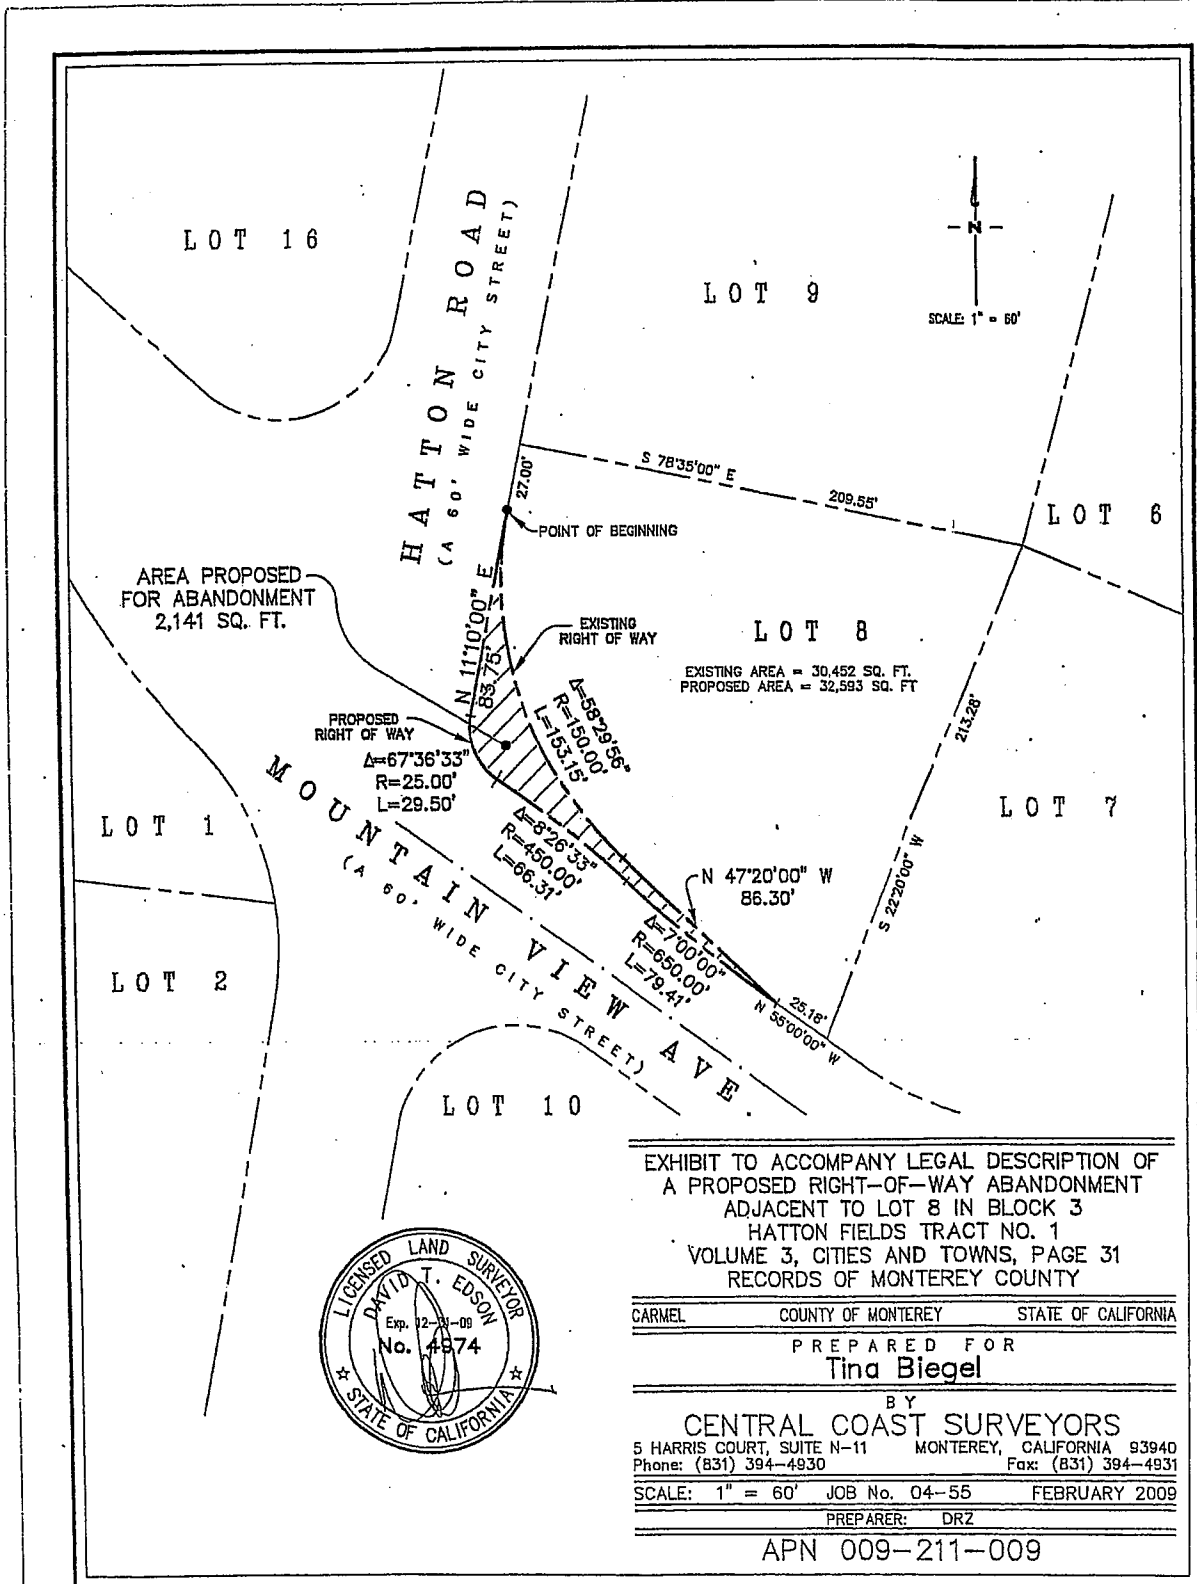 LOT 16
HATTON ROAD
(A 60' WIDE CITY STREET)
LOT 9
- N -
SCALE: 1" = 60'
S 78°35'00" E
209.55'
27.00'
LOT 6
POINT OF BEGINNING
AREA PROPOSED
FOR ABANDONMENT
2,141 SQ. FT.
N 11°10'00" E
83.75'
EXISTING
RIGHT OF WAY
LOT 8
EXISTING AREA = 30,452 SQ. FT.
PROPOSED AREA = 32,593 SQ. FT
Δ=58°29'56"
R=150.00'
L=153.15'
213.28'
S 22°20'00" W
PROPOSED
RIGHT OF WAY
Δ=67°36'33"
R=25.00'
L=29.50'
MOUNTAIN VIEW AVE.
(A 60' WIDE CITY STREET)
LOT 1
LOT 7
Δ=8°26'33"
R=450.00'
L=66.31'
N 47°20'00" W
86.30'
Δ=7°00'00"
R=650.00'
L=79.41'
LOT 2
25.18'
N 55°00'00" W
LOT 10
EXHIBIT TO ACCOMPANY LEGAL DESCRIPTION OF
A PROPOSED RIGHT-OF-WAY ABANDONMENT
ADJACENT TO LOT 8 IN BLOCK 3
HATTON FIELDS TRACT NO. 1
VOLUME 3, CITIES AND TOWNS, PAGE 31
RECORDS OF MONTEREY COUNTY
CARMEL COUNTY OF MONTEREY STATE OF CALIFORNIA
PREPARED FOR
Tina Biegel
BY
CENTRAL COAST SURVEYORS
5 HARRIS COURT, SUITE N-11 MONTEREY, CALIFORNIA 93940
Phone: (831) 394-4930 Fax: (831) 394-4931
SCALE: 1" = 60' JOB No. 04-55 FEBRUARY 2009
PREPARER: DRZ
APN 009-211-009
LICENSED LAND SURVEYOR
DAVID T. EDSON
Exp. 12-31-09
No. 4974
STATE OF CALIFORNIA